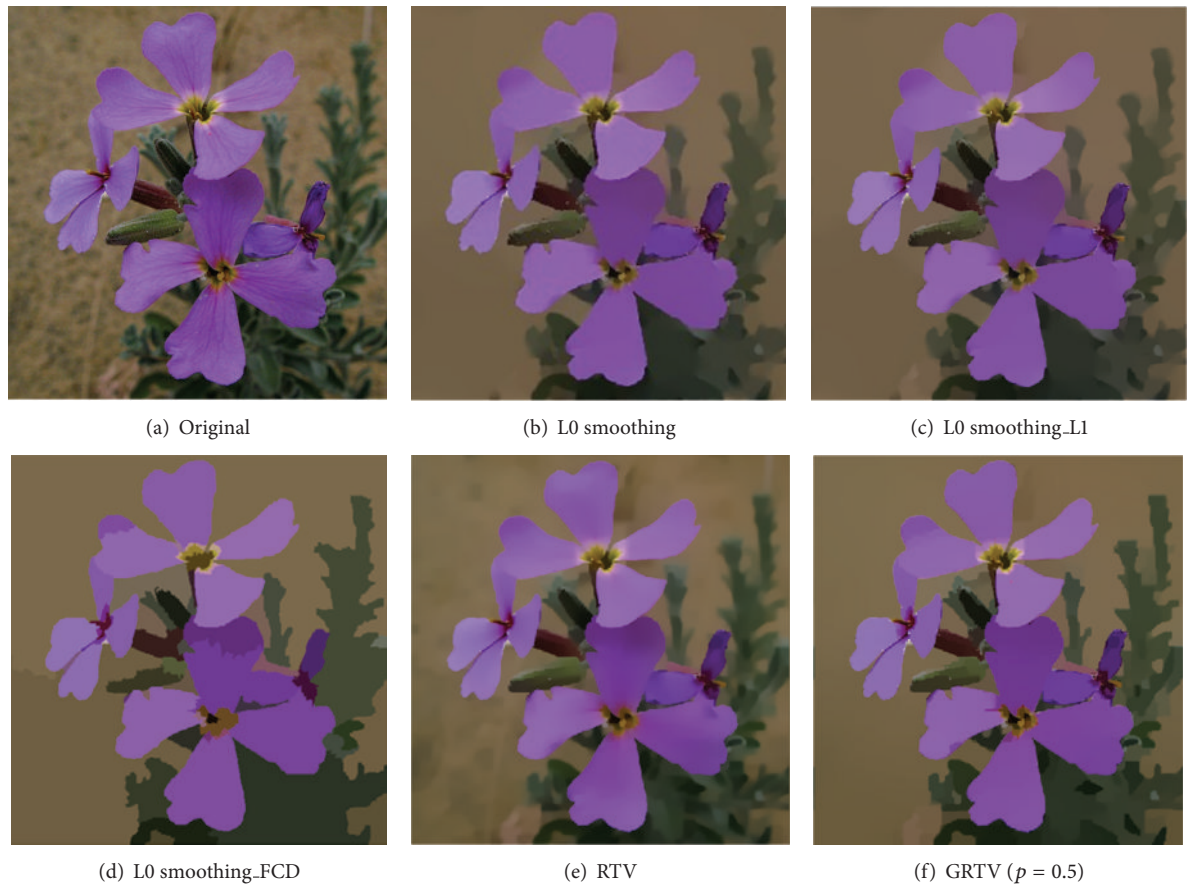 (a) Original
(b) L0 smoothing
(c) L0 smoothing_L1
(d) L0 smoothing_FCD
(e) RTV
(f) GRTV (p = 0.5)